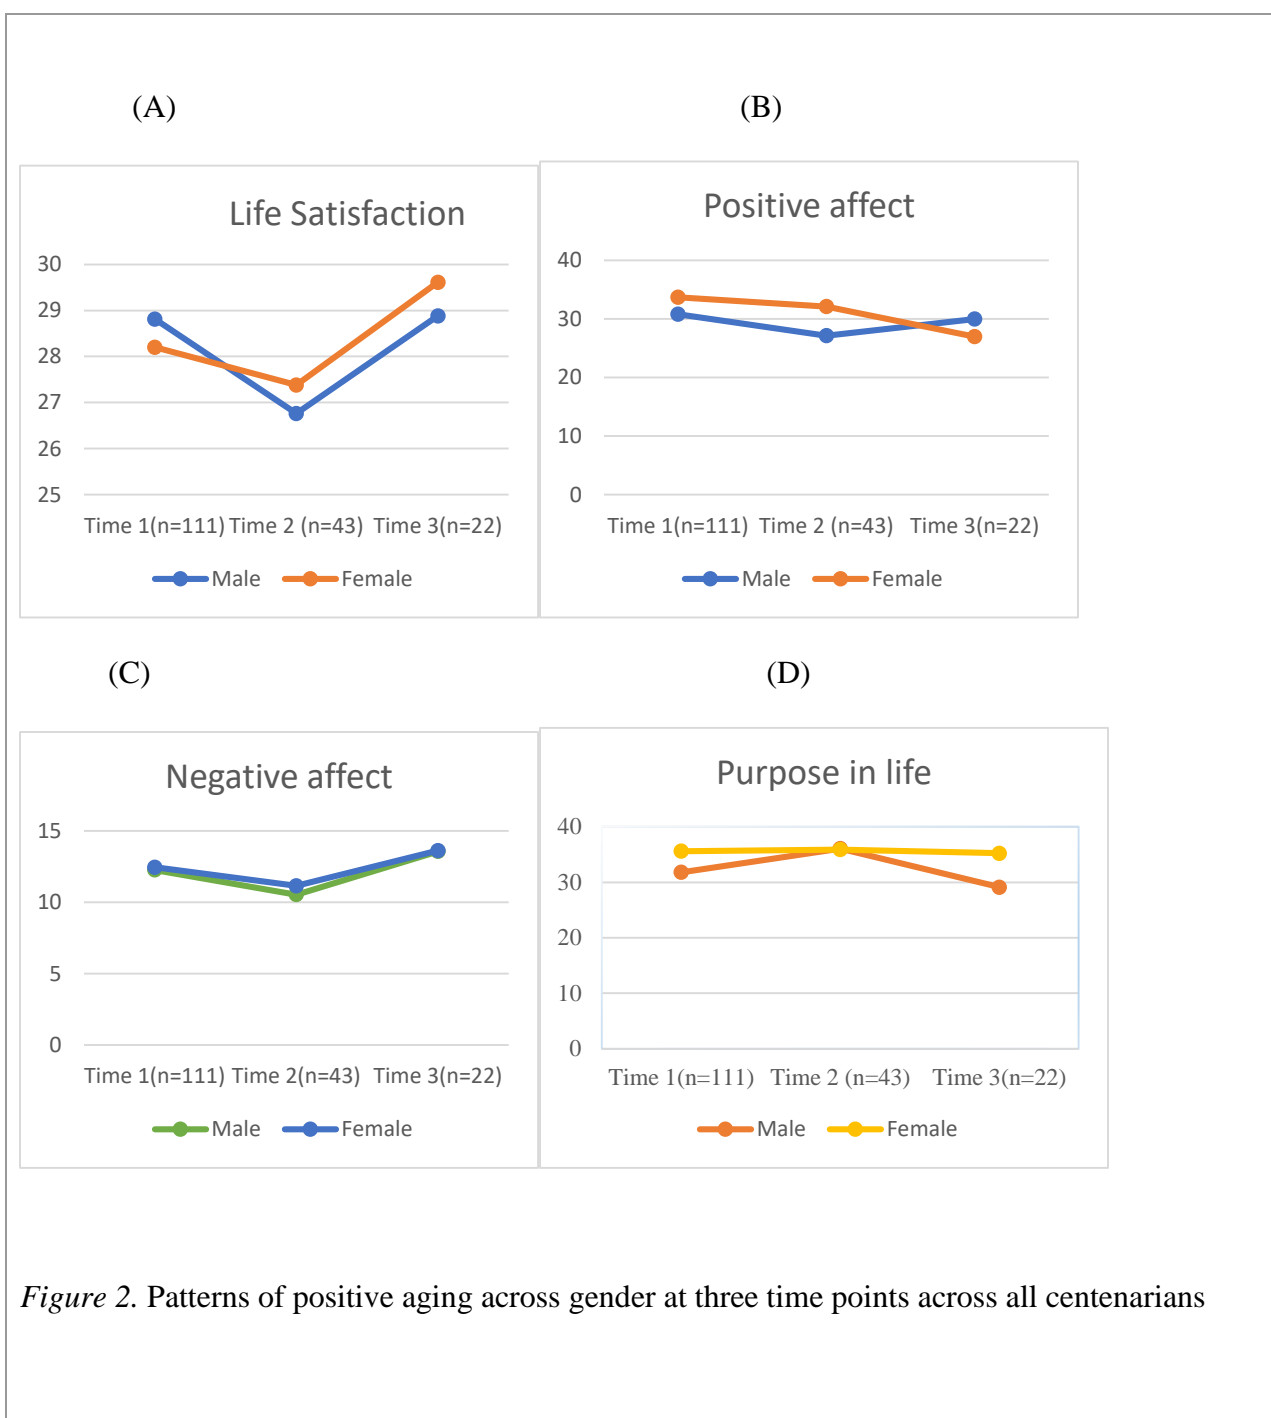 (A)
(B)
Life Satisfaction
30
29
28
27
26
25
Time 1(n=111) Time 2 (n=43) Time 3(n=22)
Male Female
Positive affect
40
30
20
10
0
Time 1(n=111) Time 2 (n=43) Time 3(n=22)
Male Female
(C)
(D)
Negative affect
15
10
5
0
Time 1(n=111) Time 2(n=43) Time 3(n=22)
Male Female
Purpose in life
40
30
20
10
0
Time 1(n=111) Time 2 (n=43) Time 3(n=22)
Male Female
Figure 2. Patterns of positive aging across gender at three time points across all centenarians